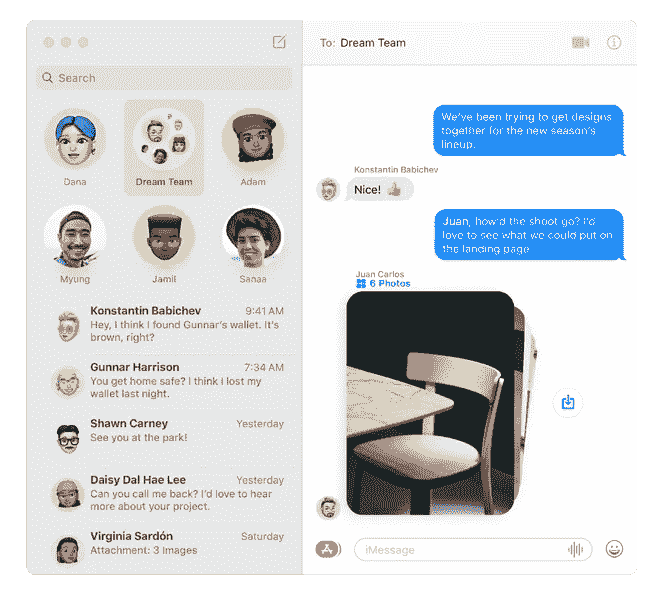 Search
Dana
Dream Team
Adam
Myung
Jamil
Sanaa
Konstantin Babichev 9:41 AM
Hey, I think I found Gunnar's wallet. It's
brown, right?
Gunnar Harrison 7:34 AM
You get home safe? I think I lost my
wallet last night.
Shawn Carney Yesterday
See you at the park!
Daisy Dal Hae Lee Yesterday
Can you call me back? I'd love to hear
more about your project.
Virginia Sardón Saturday
Attachment: 3 Images
To: Dream Team
We've been trying to get designs
together for the new season's
lineup.
Konstantin Babichev
Nice! 👍
Juan, how'd the shoot go? I'd
love to see what we could put on
the landing page
Juan Carlos
6 Photos
iMessage